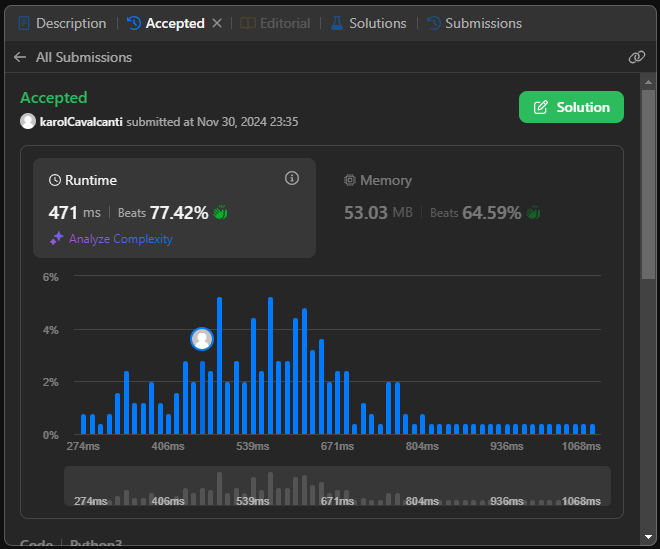 Description Accepted Editorial Solutions Submissions
All Submissions
Accepted
karolCavalcanti submitted at Nov 30, 2024 23:35
Solution
Runtime
471 ms Beats 77.42%
Analyze Complexity
Memory
53.03 MB Beats 64.59%
6%
4%
2%
0%
274ms 406ms 539ms 671ms 804ms 936ms 1068ms
274ms 406ms 539ms 671ms 804ms 936ms 1068ms
Code Python3